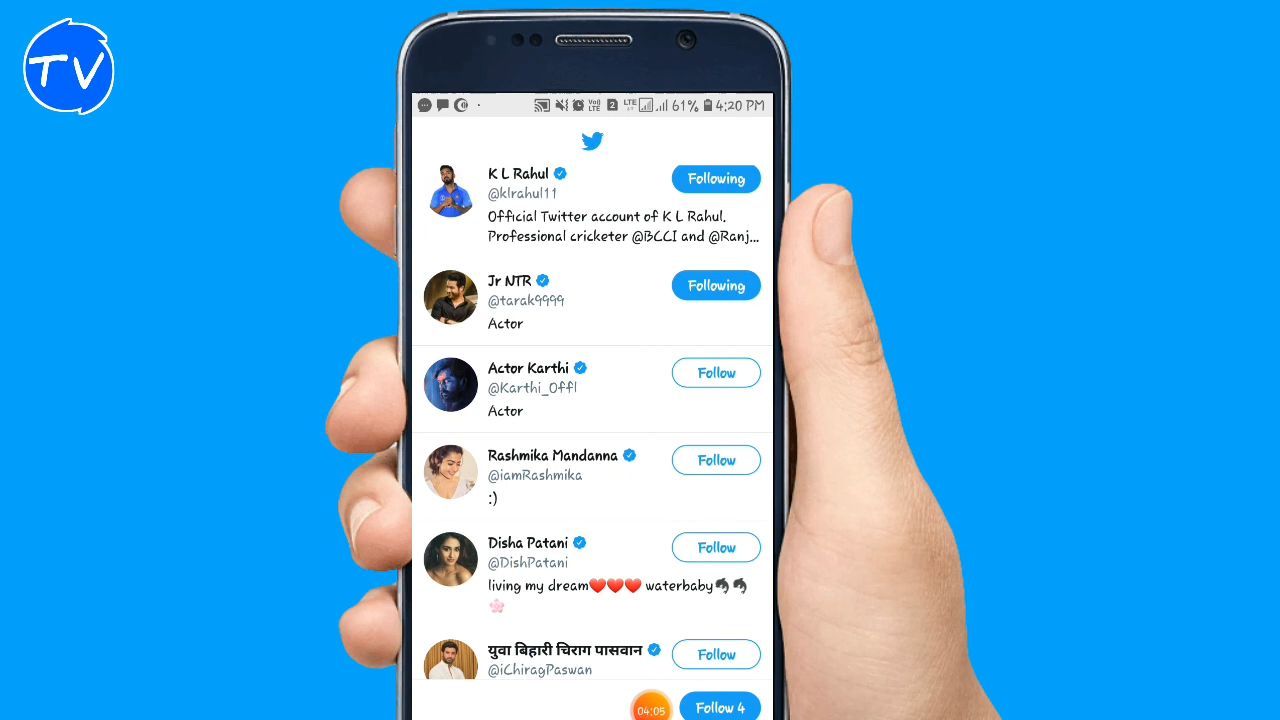 TV
2 61% 4:20 PM
K L Rahul
Following
@klrahul11
Official Twitter account of K L Rahul.
Professional cricketer @BCCI and @Ranj...
Jr NTR
Following
@tarak9999
Actor
Actor Karthi
Follow
@Karthi_Offl
Actor
Rashmika Mandanna
Follow
@iamRashmika
:)
Disha Patani
Follow
@DishPatani
living my dream❤️❤️❤️ waterbaby🐬🐬
🌸
युवा बिहारी चिराग पासवान
Follow
@iChiragPaswan
04:05
Follow 4